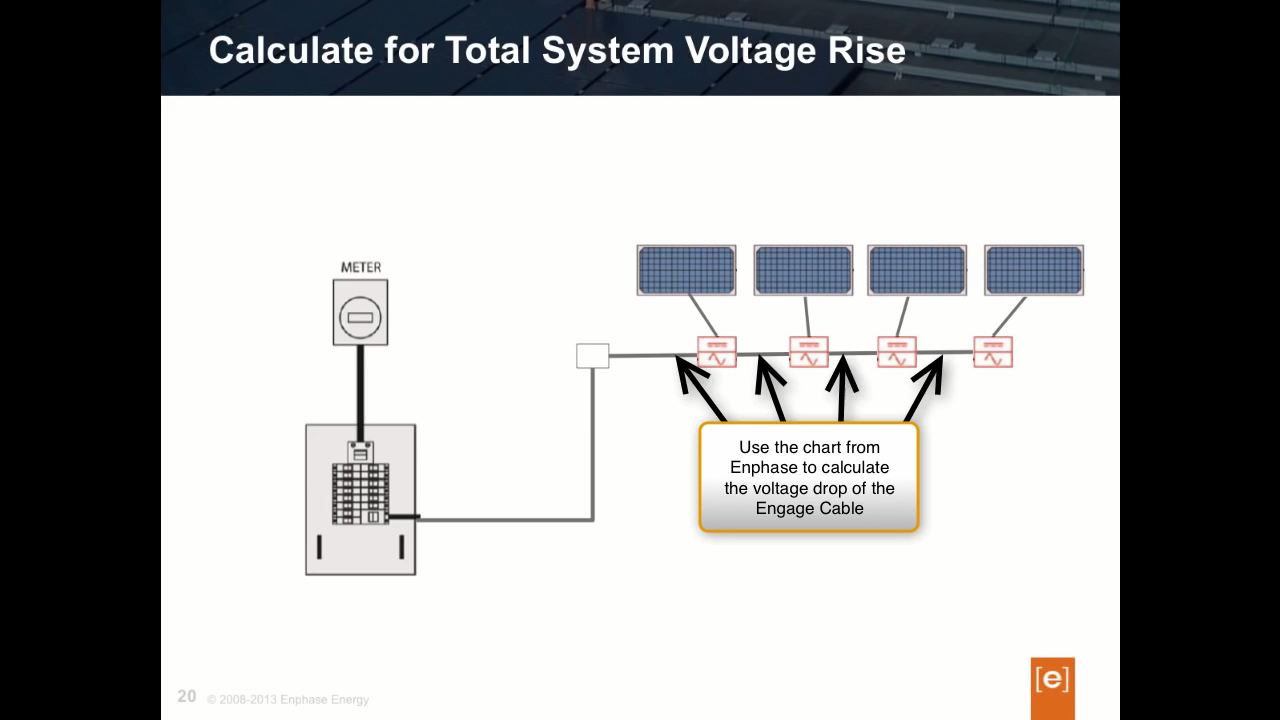 Calculate for Total System Voltage Rise
METER
Use the chart from
Enphase to calculate
the voltage drop of the
Engage Cable
20 © 2008-2013 Enphase Energy
[e]